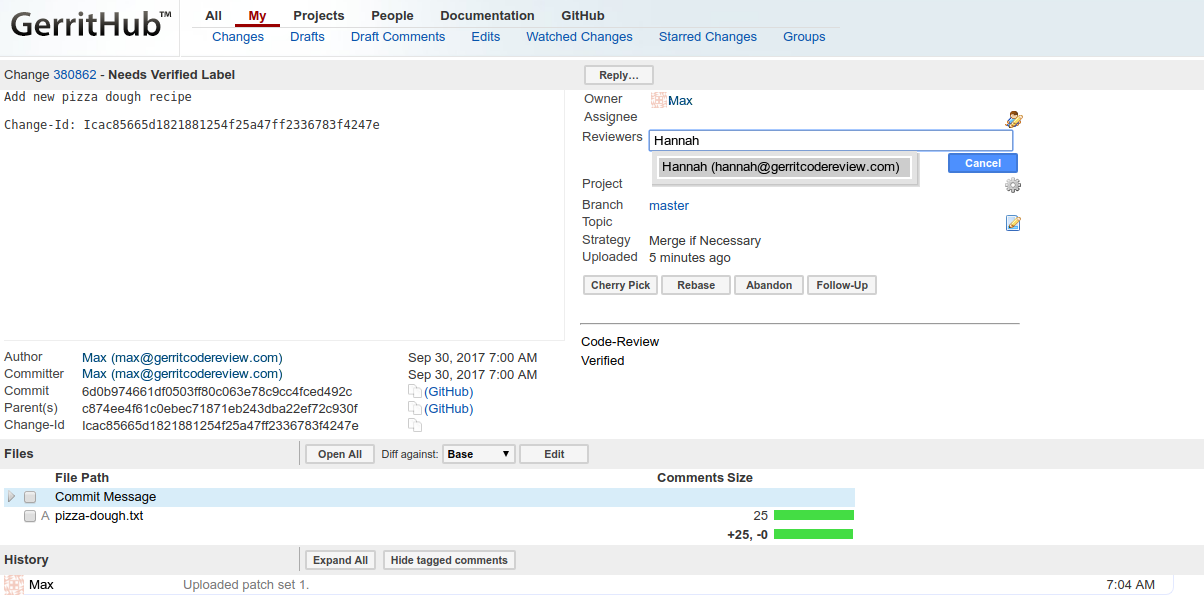 GerritHub™
All My Projects People Documentation GitHub
Changes Drafts Draft Comments Edits Watched Changes Starred Changes Groups
Change 380862 - Needs Verified Label
Reply…
Add new pizza dough recipe
Change-Id: Icac85665d1821881254f25a47ff2336783f4247e
Owner Max
Assignee
Reviewers Hannah
Hannah (hannah@gerritcodereview.com)
Cancel
Project
Branch master
Topic
Strategy Merge if Necessary
Uploaded 5 minutes ago
Cherry Pick Rebase Abandon Follow-Up
Code-Review
Verified
Author Max (max@gerritcodereview.com) Sep 30, 2017 7:00 AM
Committer Max (max@gerritcodereview.com) Sep 30, 2017 7:00 AM
Commit 6d0b974661df0503ff80c063e78c9cc4fced492c (GitHub)
Parent(s) c874ee4f61c0ebec71871eb243dba22ef72c930f (GitHub)
Change-Id Icac85665d1821881254f25a47ff2336783f4247e
Files Open All Diff against: Base Edit
File Path Comments Size
Commit Message
A pizza-dough.txt 25
+25, -0
History Expand All Hide tagged comments
Max Uploaded patch set 1. 7:04 AM